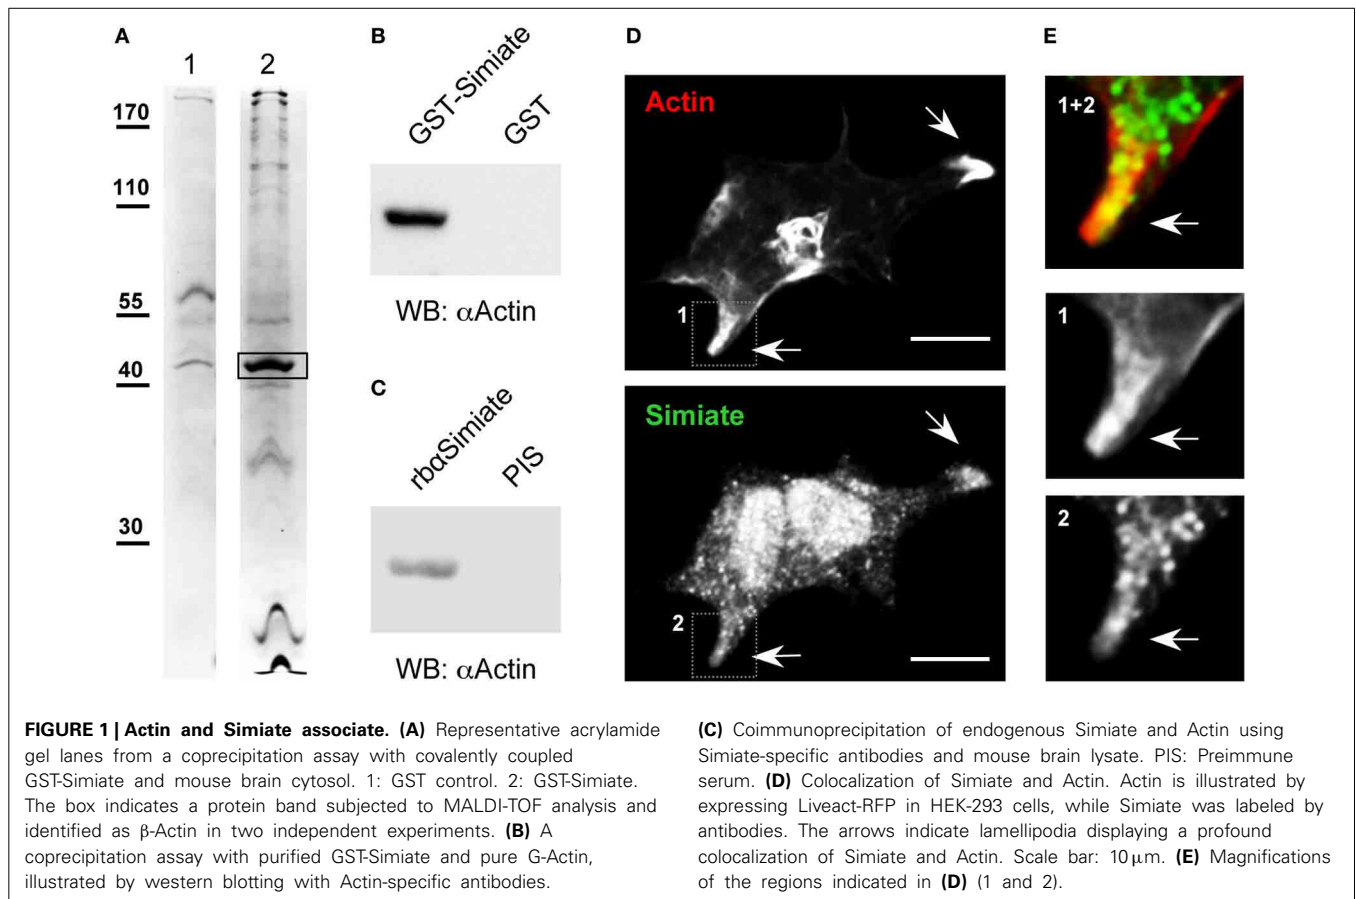 A
1
2
170
110
55
40
30
B
GST-Simiate
GST
WB: αActin
C
rbαSimiate
PIS
WB: αActin
D
Actin
1
Simiate
2
E
1+2
1
2
FIGURE 1 | Actin and Simiate associate. (A) Representative acrylamide
gel lanes from a coprecipitation assay with covalently coupled
GST-Simiate and mouse brain cytosol. 1: GST control. 2: GST-Simiate.
The box indicates a protein band subjected to MALDI-TOF analysis and
identified as β-Actin in two independent experiments. (B) A
coprecipitation assay with purified GST-Simiate and pure G-Actin,
illustrated by western blotting with Actin-specific antibodies.
(C) Coimmunoprecipitation of endogenous Simiate and Actin using
Simiate-specific antibodies and mouse brain lysate. PIS: Preimmune
serum. (D) Colocalization of Simiate and Actin. Actin is illustrated by
expressing Liveact-RFP in HEK-293 cells, while Simiate was labeled by
antibodies. The arrows indicate lamellipodia displaying a profound
colocalization of Simiate and Actin. Scale bar: 10 μm. (E) Magnifications
of the regions indicated in (D) (1 and 2).